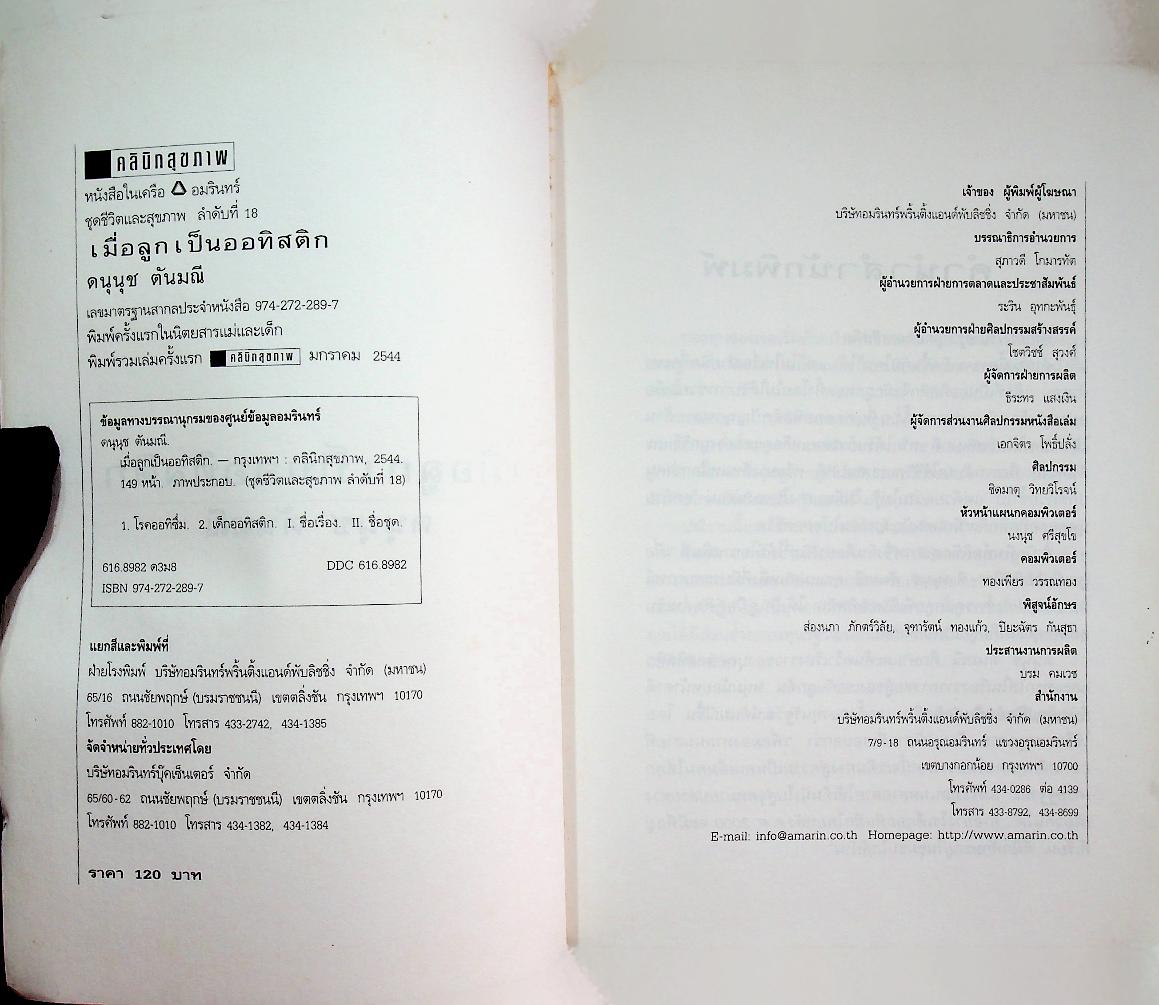 คลินิกสุขภาพ
หนังสือในเครือ อมรินทร์
ชุดชีวิตและสุขภาพ ลำดับที่ 18
เมื่อลูกเป็นออทิสติก
ดนุนุช ตันมณี
เลขมาตรฐานสากลประจำหนังสือ 974-272-289-7
พิมพ์ครั้งแรกในนิตยสารแม่และเด็ก
พิมพ์รวมเล่มครั้งแรก คลินิกสุขภาพ มกราคม 2544
ข้อมูลทางบรรณานุกรมของศูนย์ข้อมูลอมรินทร์
ดนุนุช ตันมณี.
เมื่อลูกเป็นออทิสติก. — กรุงเทพฯ : คลินิกสุขภาพ, 2544.
149 หน้า. ภาพประกอบ. (ชุดชีวิตและสุขภาพ ลำดับที่ 18)
1. โรคออทิซึ่ม. 2. เด็กออทิสติก. I. ชื่อเรื่อง. II. ชื่อชุด.
616.8982 ด3ม8 DDC 616.8982
ISBN 974-272-289-7
แยกสีและพิมพ์ที่
ฝ่ายโรงพิมพ์ บริษัทอมรินทร์พริ้นติ้งแอนด์พับลิชชิ่ง จำกัด (มหาชน)
65/16 ถนนชัยพฤกษ์ (บรมราชชนนี) เขตตลิ่งชัน กรุงเทพฯ 10170
โทรศัพท์ 882-1010 โทรสาร 433-2742, 434-1385
จัดจำหน่ายทั่วประเทศโดย
บริษัทอมรินทร์บุ๊คเซ็นเตอร์ จำกัด
65/60-62 ถนนชัยพฤกษ์ (บรมราชชนนี) เขตตลิ่งชัน กรุงเทพฯ 10170
โทรศัพท์ 882-1010 โทรสาร 434-1382, 434-1384
ราคา 120 บาท
เจ้าของ ผู้พิมพ์ผู้โฆษณา
บริษัทอมรินทร์พริ้นติ้งแอนด์พับลิชชิ่ง จำกัด (มหาชน)
บรรณาธิการอำนวยการ
สุภาวดี โกมารทัต
ผู้อำนวยการฝ่ายการตลาดและประชาสัมพันธ์
ระริน อุทกะพันธุ์
ผู้อำนวยการฝ่ายศิลปกรรมสร้างสรรค์
โชควิชช์ สุวงศ์
ผู้จัดการฝ่ายการผลิต
ธีระทร แสงเงิน
ผู้จัดการส่วนงานศิลปกรรมหนังสือเล่ม
เอกจิตร โพธิ์ปลั่ง
ศิลปกรรม
ชิดมาตุ วิทยวิโรจน์
หัวหน้าแผนกคอมพิวเตอร์
นงนุช ศรีสุขโข
คอมพิวเตอร์
ทองเพียร วรรณทอง
พิสูจน์อักษร
ส่องนภา ภักตร์วิลัย, จุฑารัตน์ ทองแก้ว, ปิยะฉัตร กันสุธา
ประสานงานการผลิต
บรม คมเวช
สำนักงาน
บริษัทอมรินทร์พริ้นติ้งแอนด์พับลิชชิ่ง จำกัด (มหาชน)
7/9-18 ถนนอรุณอมรินทร์ แขวงอรุณอมรินทร์
เขตบางกอกน้อย กรุงเทพฯ 10700
โทรศัพท์ 434-0286 ต่อ 4139
โทรสาร 433-8792, 434-8699
E-mail: info@amarin.co.th Homepage: http://www.amarin.co.th